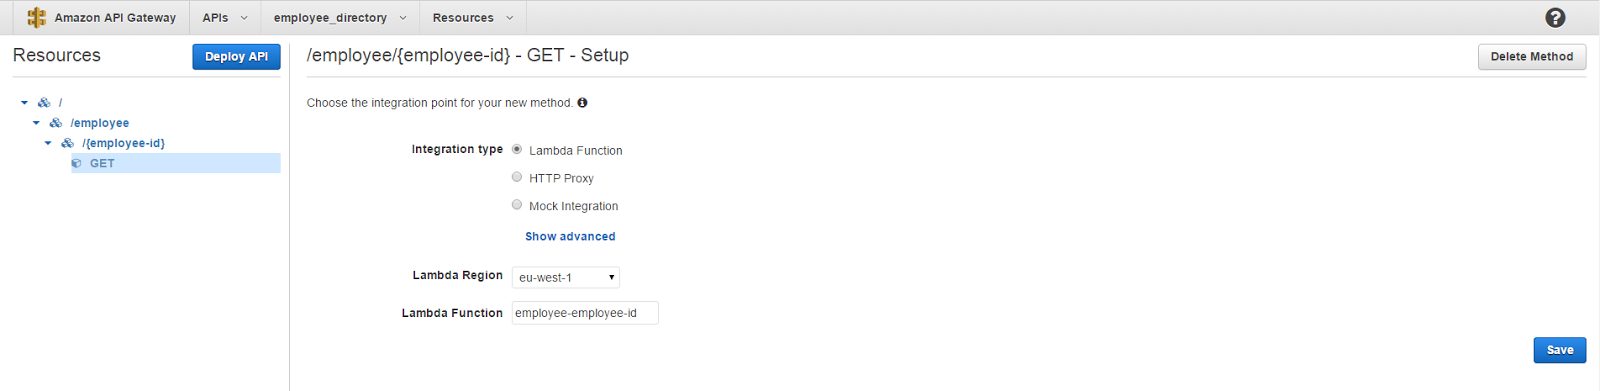 Amazon API Gateway APIs employee_directory Resources ?
Resources Deploy API /employee/{employee-id} - GET - Setup Delete Method
/
/employee
/{employee-id}
GET
Choose the integration point for your new method.
Integration type Lambda Function
HTTP Proxy
Mock Integration
Show advanced
Lambda Region eu-west-1
Lambda Function employee-employee-id
Save